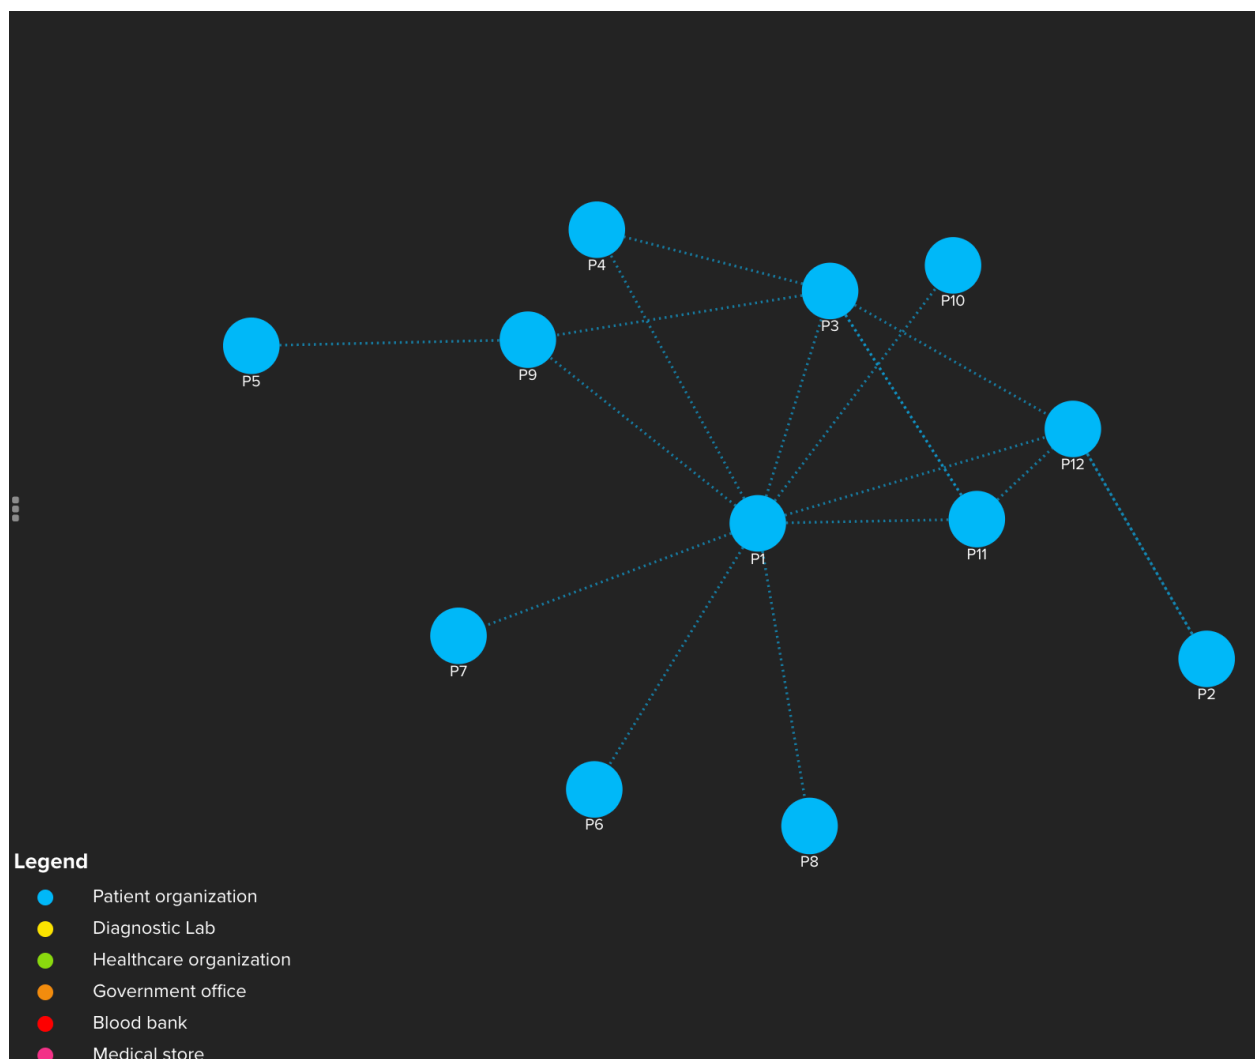 P4
P10
P3
P5
P9
P12
P11
P1
P7
P2
P6
P8
Legend
Patient organization
Diagnostic Lab
Healthcare organization
Government office
Blood bank
Medical store